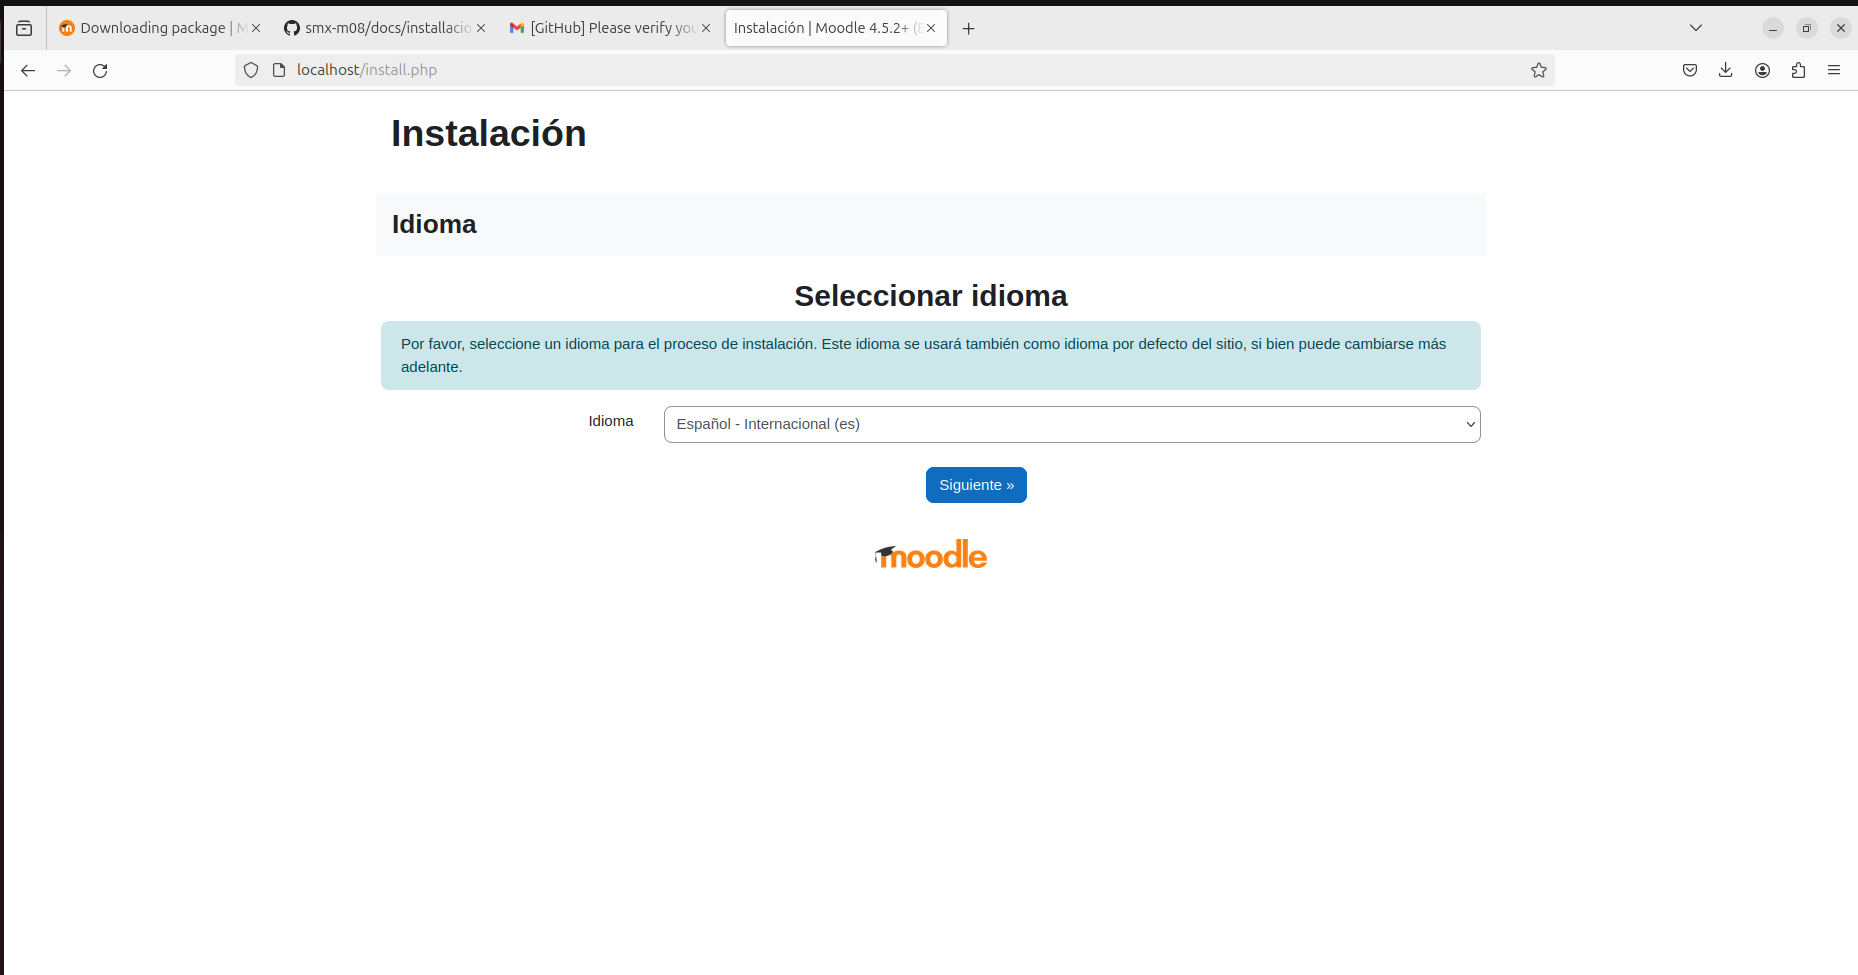 Downloading package | M
smx-m08/docs/installacio
[GitHub] Please verify you
Instalación | Moodle 4.5.2+ (B
localhost/install.php
Instalación
Idioma
Seleccionar idioma
Por favor, seleccione un idioma para el proceso de instalación. Este idioma se usará también como idioma por defecto del sitio, si bien puede cambiarse más
adelante.
Idioma
Español - Internacional (es)
Siguiente »
moodle